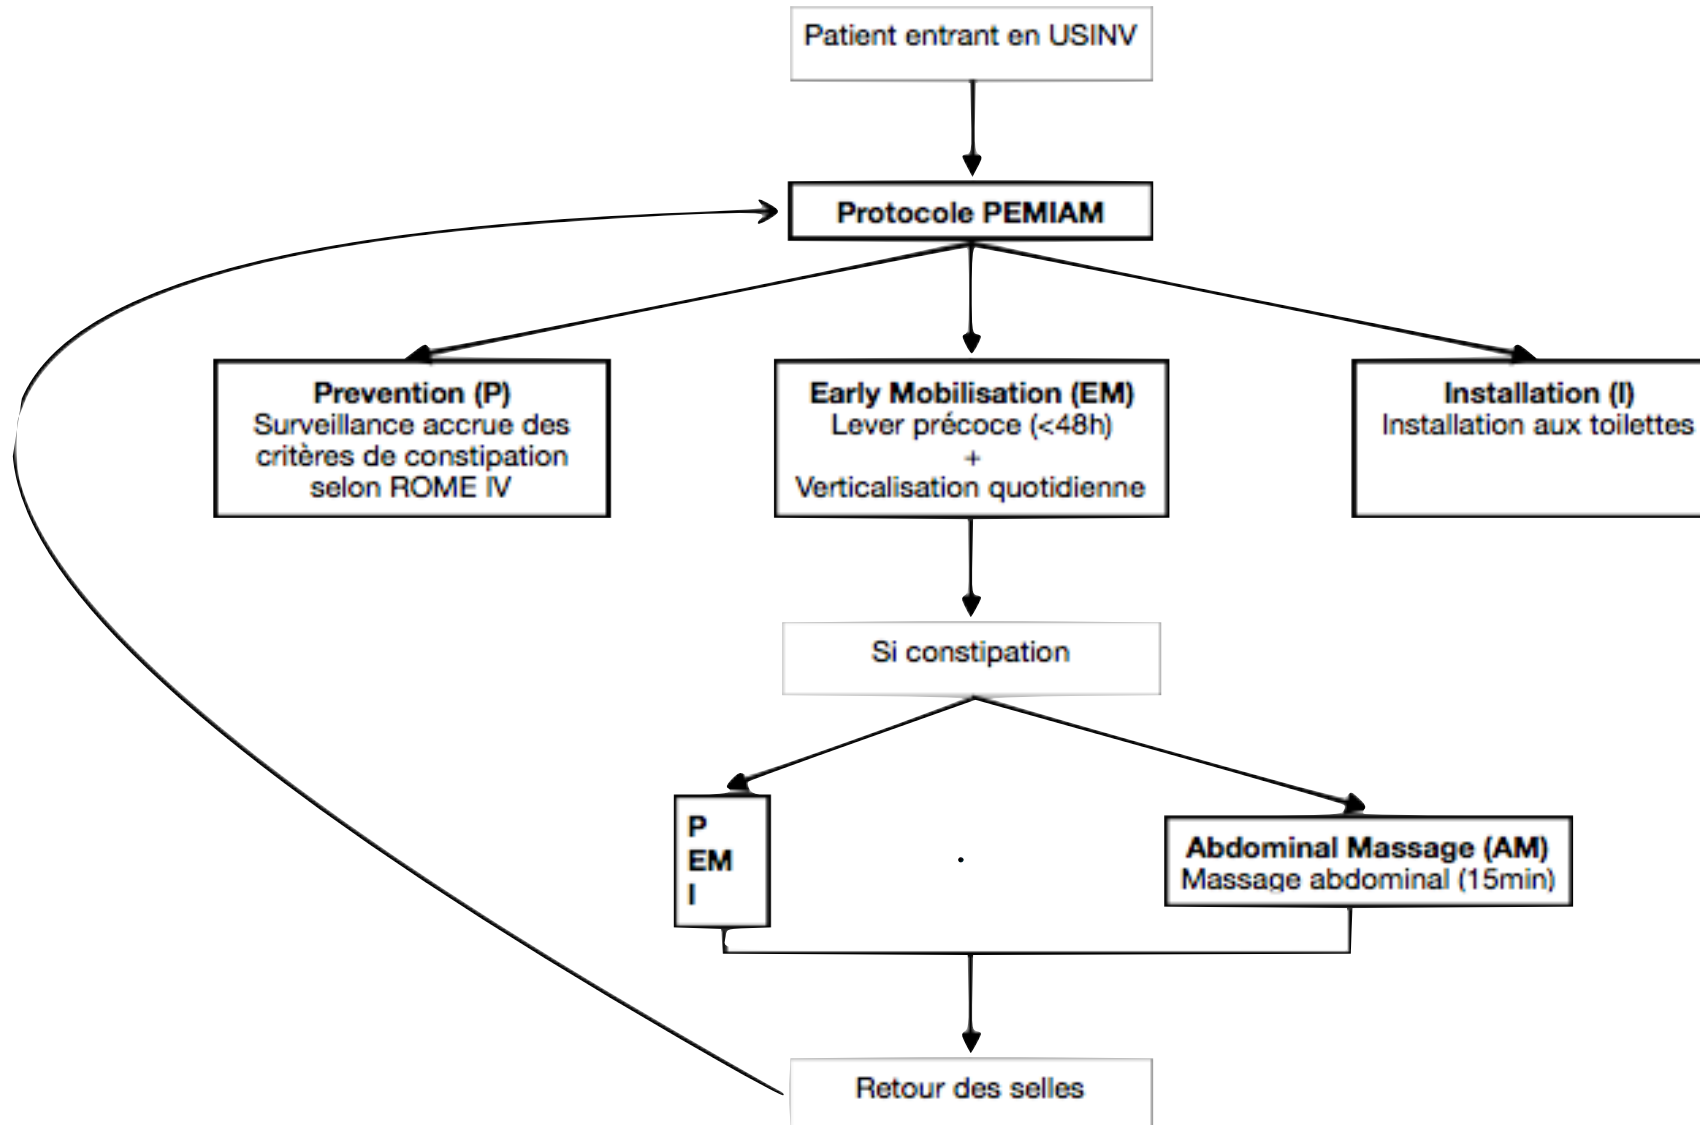 Patient entrant en USINV
Protocole PEMIAM
Prevention (P)
Surveillance accrue des
critères de constipation
selon ROME IV
Early Mobilisation (EM)
Lever précoce (<48h)
+
Verticalisation quotidienne
Installation (I)
Installation aux toilettes
Si constipation
P
EM
I
Abdominal Massage (AM)
Massage abdominal (15min)
Retour des selles